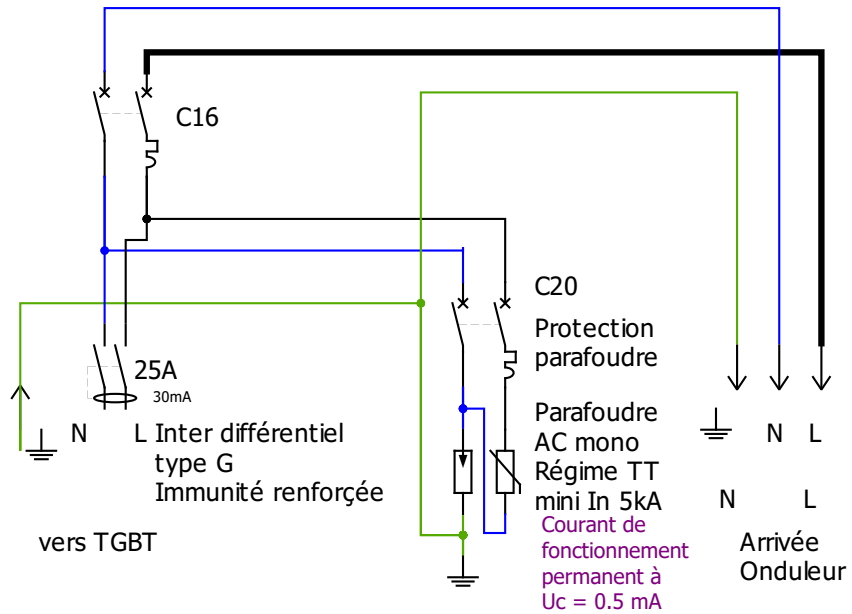 C16
C20
Protection
parafoudre
25A
30mA
N
L
Inter différentiel
type G
Immunité renforçée
vers TGBT
Parafoudre
AC mono
Régime TT
mini In 5kA
Courant de
fonctionnement
permanent à
Uc = 0.5 mA
N L
N L
Arrivée
Onduleur